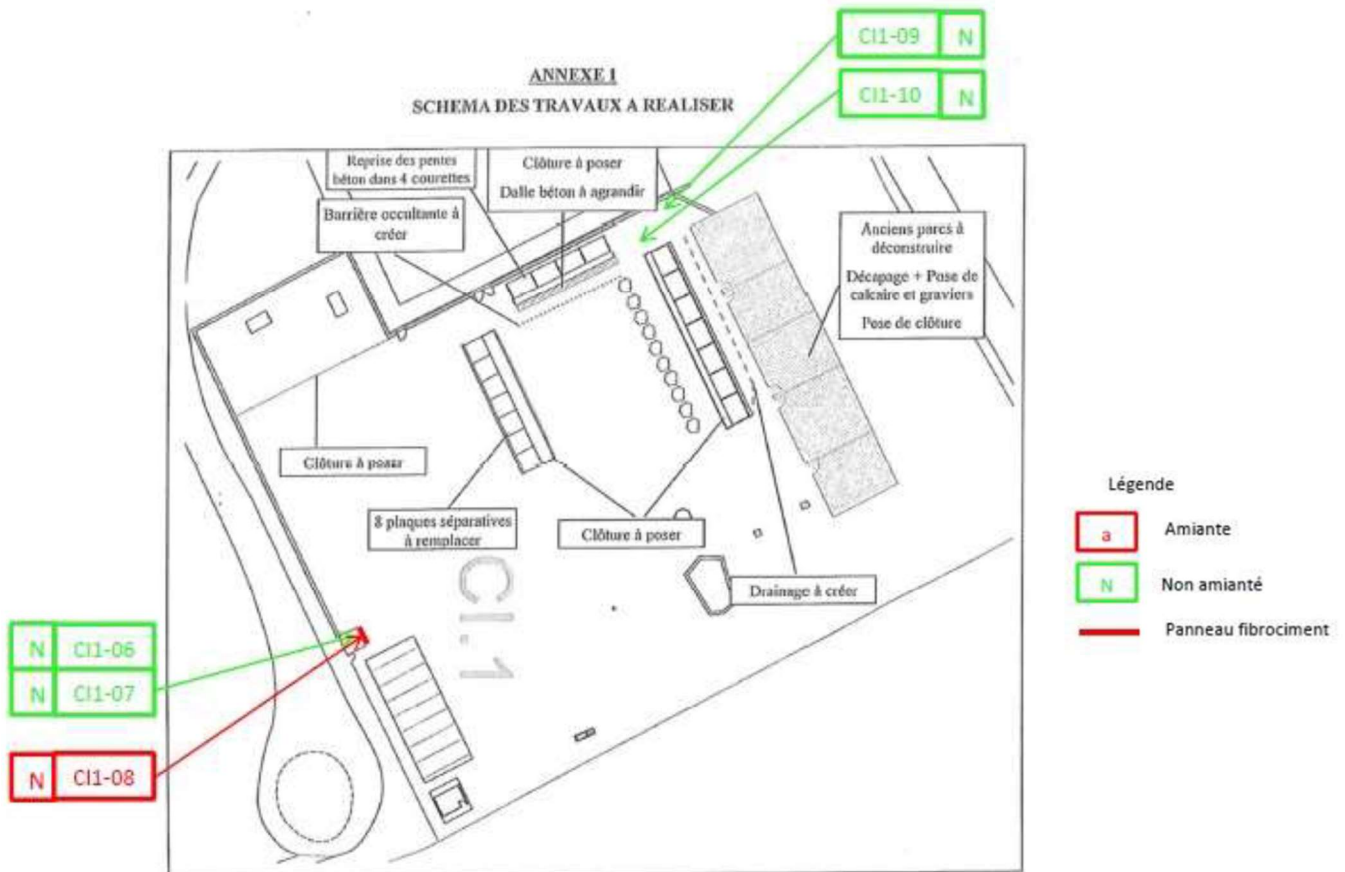 CI1-09 N
CI1-10 N
ANNEXE 1
SCHEMA DES TRAVAUX A REALISER
Reprise des pentes
béton dans 4 courettes
Clôture à poser
Dalle béton à agrandir
Barrière occultante à
créer
Anciens parcs à
déconstruire
Décapage + Pose de
calcaire et graviers
Pose de clôture
Clôture à poser
8 plaques séparatives
à remplacer
Clôture à poser
Drainage à créer
CI. 1
N CI1-06
N CI1-07
N CI1-08
Légende
a Amiante
N Non amianté
Panneau fibrociment